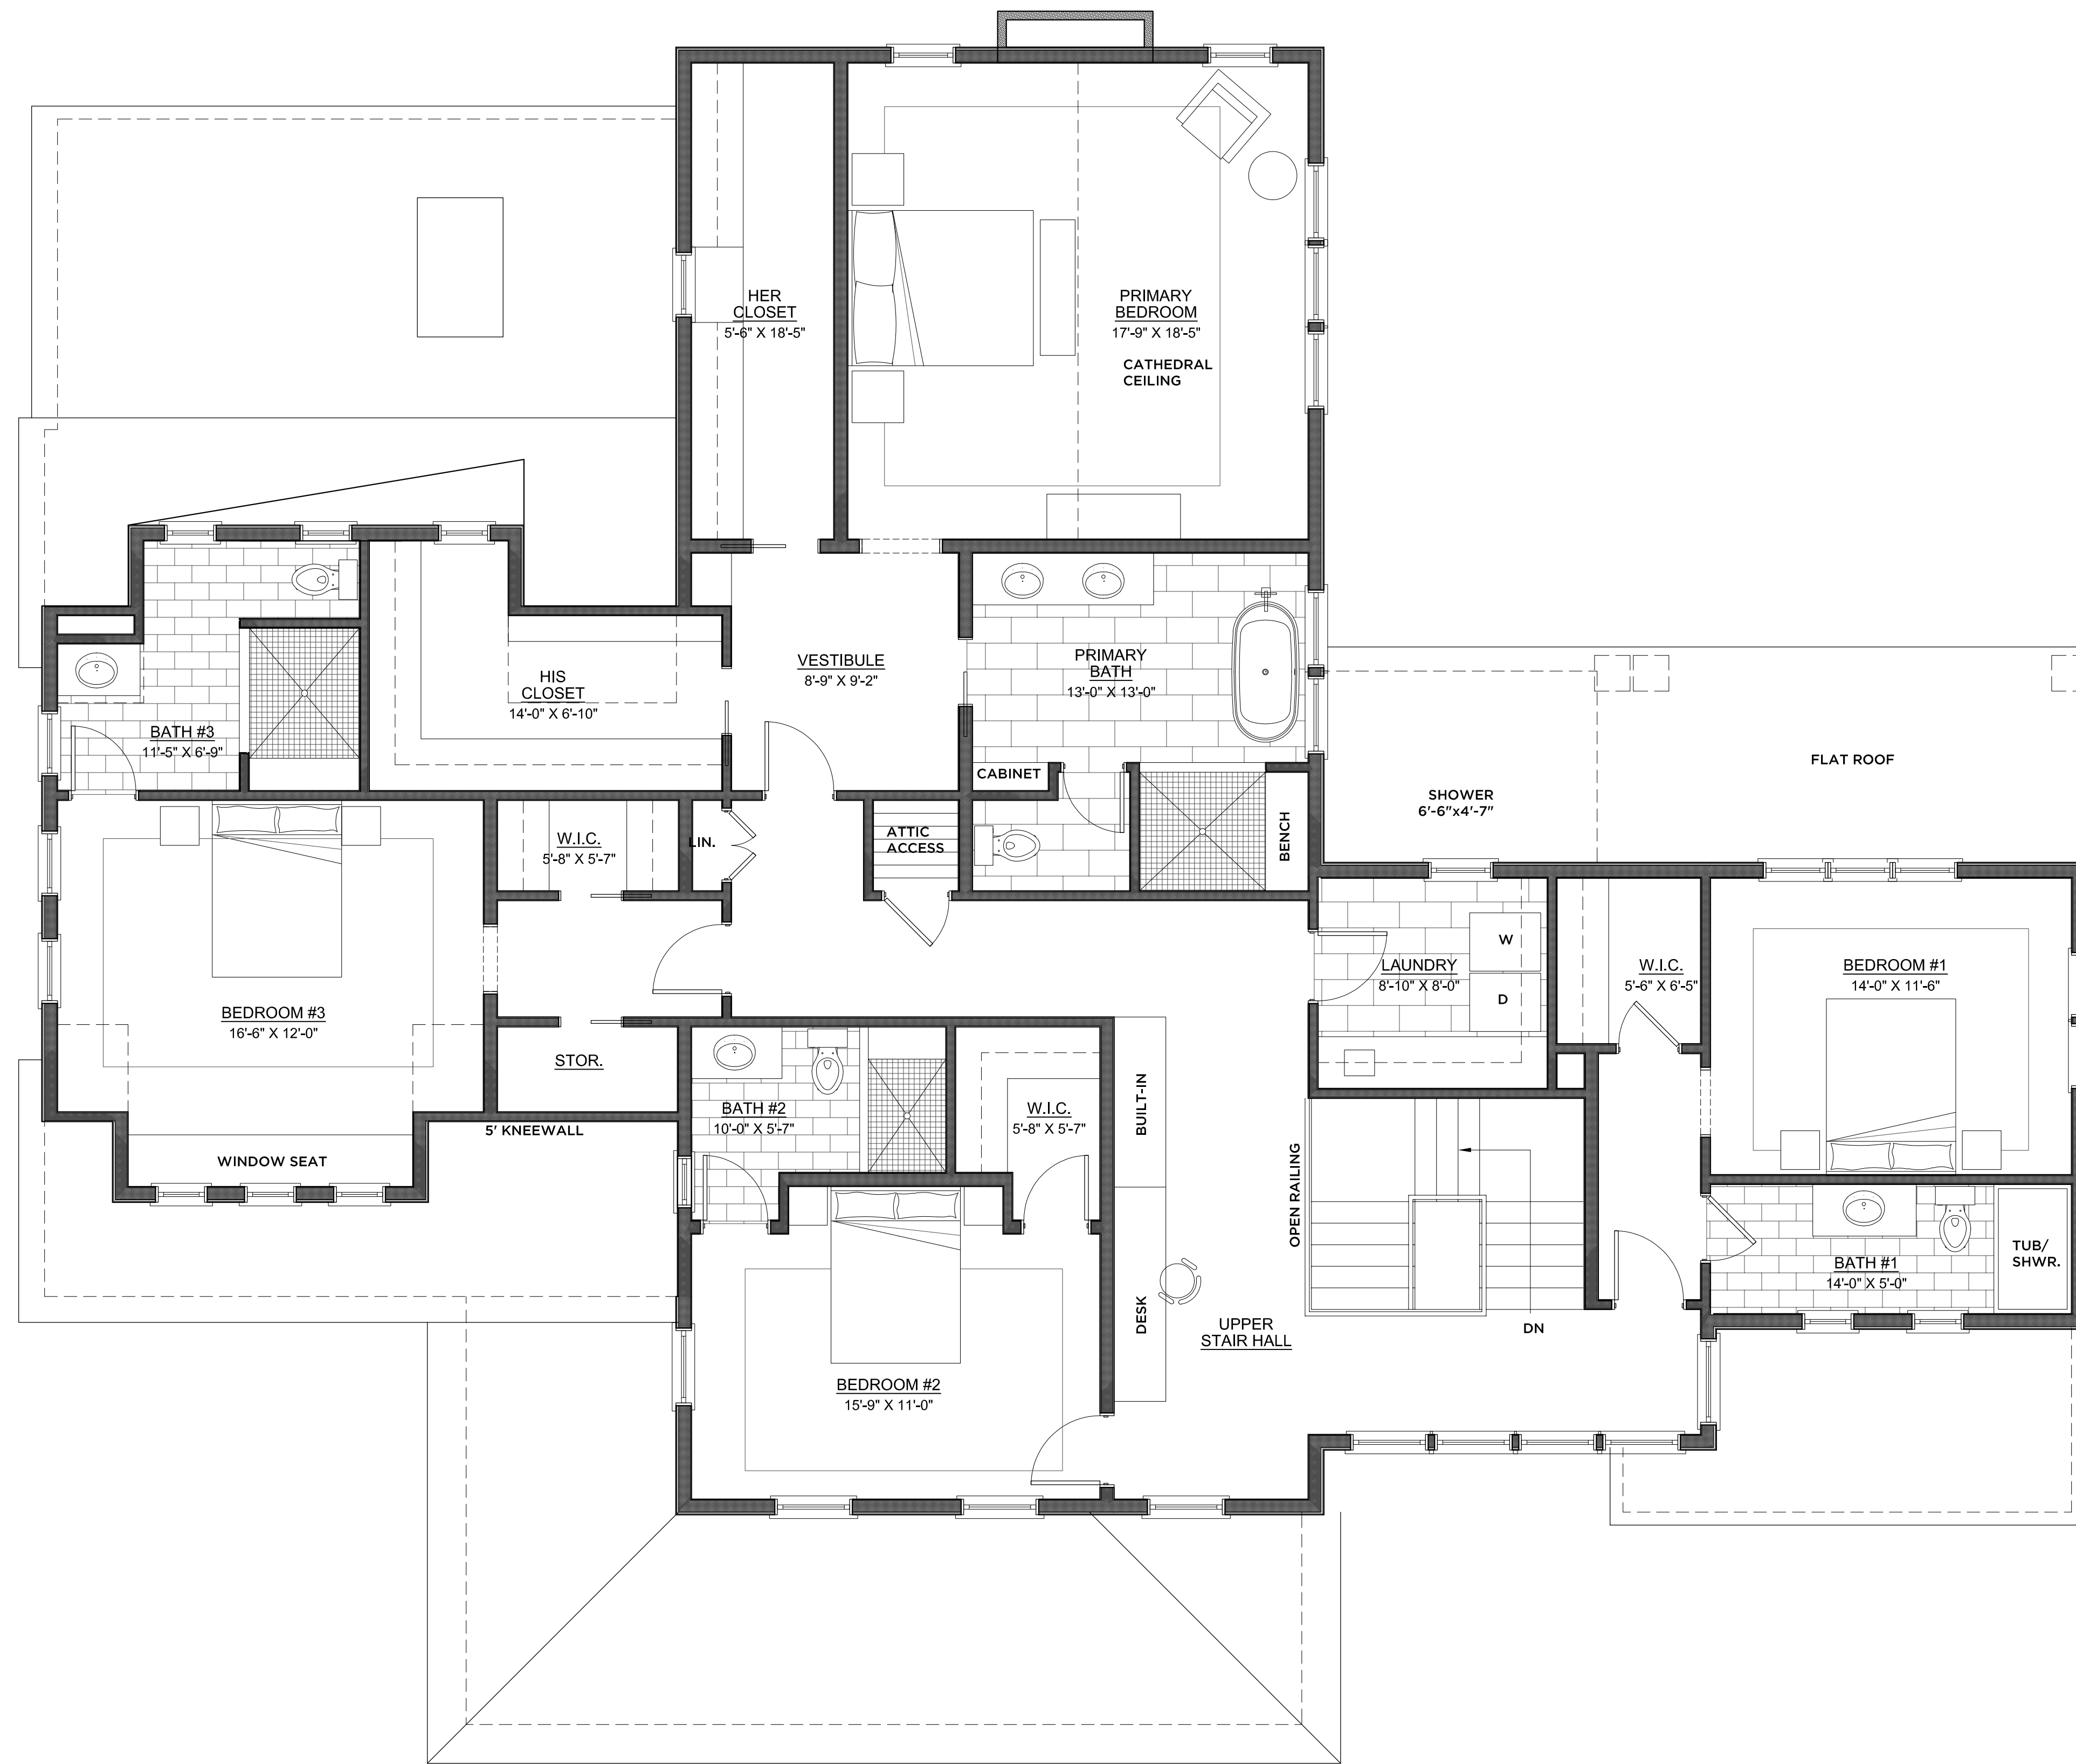 HER
CLOSET
5'-6" X 18'-5"
PRIMARY
BEDROOM
17'-9" X 18'-5"
CATHEDRAL
CEILING
VESTIBULE
8'-9" X 9'-2"
PRIMARY
BATH
13'-0" X 13'-0"
HIS
CLOSET
14'-0" X 6'-10"
BATH #3
11'-5" X 6'-9"
CABINET
FLAT ROOF
SHOWER
6'-6"x4'-7"
BENCH
ATTIC
ACCESS
LIN.
W.I.C.
5'-8" X 5'-7"
W
D
LAUNDRY
8'-10" X 8'-0"
W.I.C.
5'-6" X 6'-5"
BEDROOM #1
14'-0" X 11'-6"
BEDROOM #3
16'-6" X 12'-0"
STOR.
BATH #2
10'-0" X 5'-7"
W.I.C.
5'-8" X 5'-7"
BUILT-IN
5' KNEEWALL
WINDOW SEAT
OPEN RAILING
TUB/
SHWR.
BATH #1
14'-0" X 5'-0"
DESK
UPPER
STAIR HALL
DN
BEDROOM #2
15'-9" X 11'-0"